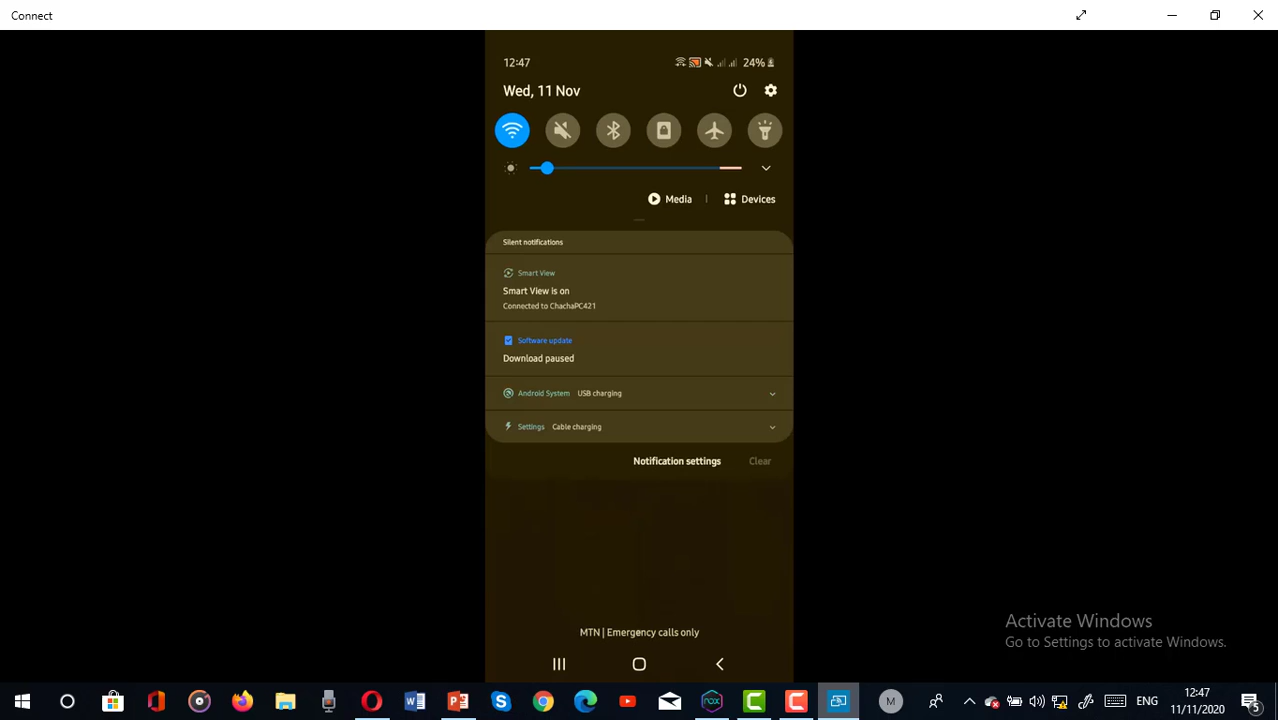 Connect
12:47
24%
Wed, 11 Nov
Media | Devices
Silent notifications
Smart View
Smart View is on
Connected to ChachaPC421
Software update
Download paused
Android System USB charging
Settings Cable charging
Notification settings Clear
MTN | Emergency calls only
Activate Windows
Go to Settings to activate Windows.
nox
M
ENG
12:47
11/11/2020
5